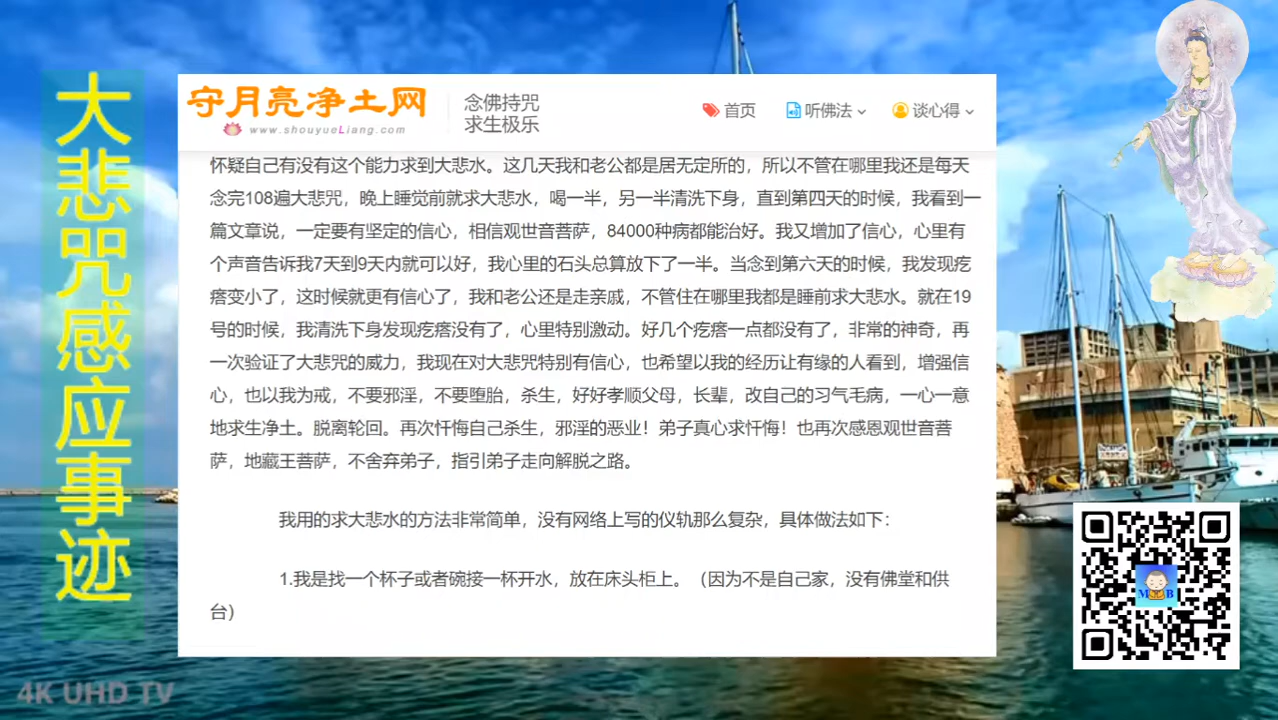 大悲咒感应事迹
守月亮净土网
www.shouyueLiang.com
念佛持咒
求生极乐
首页
听佛法
谈心得
怀疑自己有没有这个能力求到大悲水。这几天我和老公都是居无定所的，所以不管在哪里我还是每天
念完108遍大悲咒，晚上睡觉前就求大悲水，喝一半，另一半清洗下身，直到第四天的时候，我看到一
篇文章说，一定要有坚定的信心，相信观世音菩萨，84000种病都能治好。我又增加了信心，心里有
个声音告诉我7天到9天内就可以好，我心里的石头总算放下了一半。当念到第六天的时候，我发现疙
瘩变小了，这时候就更有信心了，我和老公还是走亲戚，不管住在哪里我都是睡前求大悲水。就在19
号的时候，我清洗下身发现疙瘩没有了，心里特别激动。好几个疙瘩一点都没有了，非常的神奇，再
一次验证了大悲咒的威力，我现在对大悲咒特别有信心，也希望以我的经历让有缘的人看到，增强信
心，也以我为戒，不要邪淫，不要堕胎，杀生，好好孝顺父母，长辈，改自己的习气毛病，一心一意
地求生净土。脱离轮回。再次忏悔自己杀生，邪淫的恶业！弟子真心求忏悔！也再次感恩观世音菩
萨，地藏王菩萨，不舍弃弟子，指引弟子走向解脱之路。
我用的求大悲水的方法非常简单，没有网络上写的仪轨那么复杂，具体做法如下：
1.我是找一个杯子或者碗接一杯开水，放在床头柜上。（因为不是自己家，没有佛堂和供
台）
M B
4K UHD TV